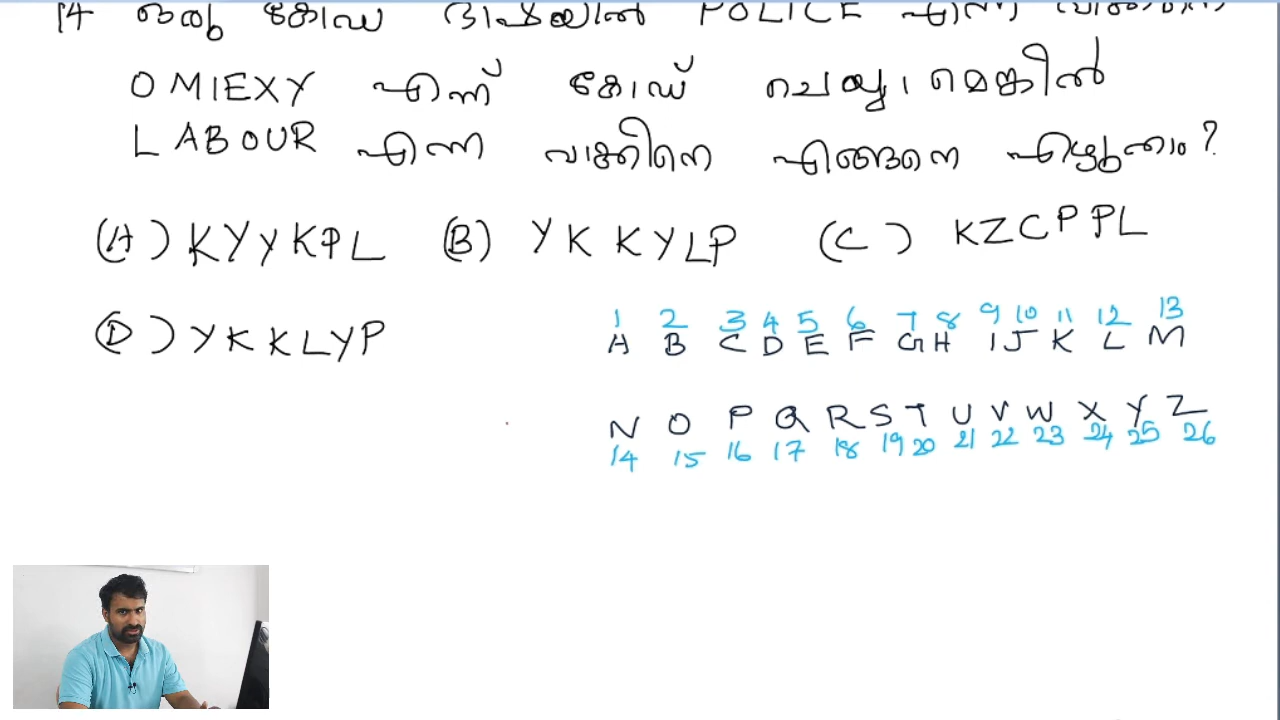 14 ഒരു കോഡ ഭാഷയിൽ POLICE എന്ന വാക്കിനെ
OMIEXY എന്ന് കോഡ് ചെയ്യാമെങ്കിൽ
LABOUR എന്ന വാക്കിനെ എങ്ങനെ എഴുതാം?
(A) KYYKPL (B) YKKYLP (C) KZCPPL
(D) YKKLYP
1 2 3 4 5 6 7 8 9 10 11 12 13
A B C D E F G H I J K L M
N O P Q R S T U V W X Y Z
14 15 16 17 18 19 20 21 22 23 24 25 26